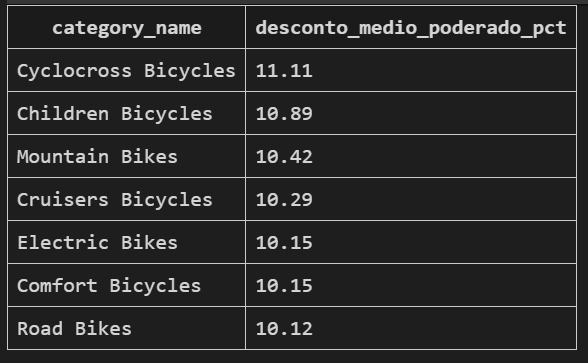 category_name desconto_medio_poderado_pct
Cyclocross Bicycles 11.11
Children Bicycles 10.89
Mountain Bikes 10.42
Cruisers Bicycles 10.29
Electric Bikes 10.15
Comfort Bicycles 10.15
Road Bikes 10.12